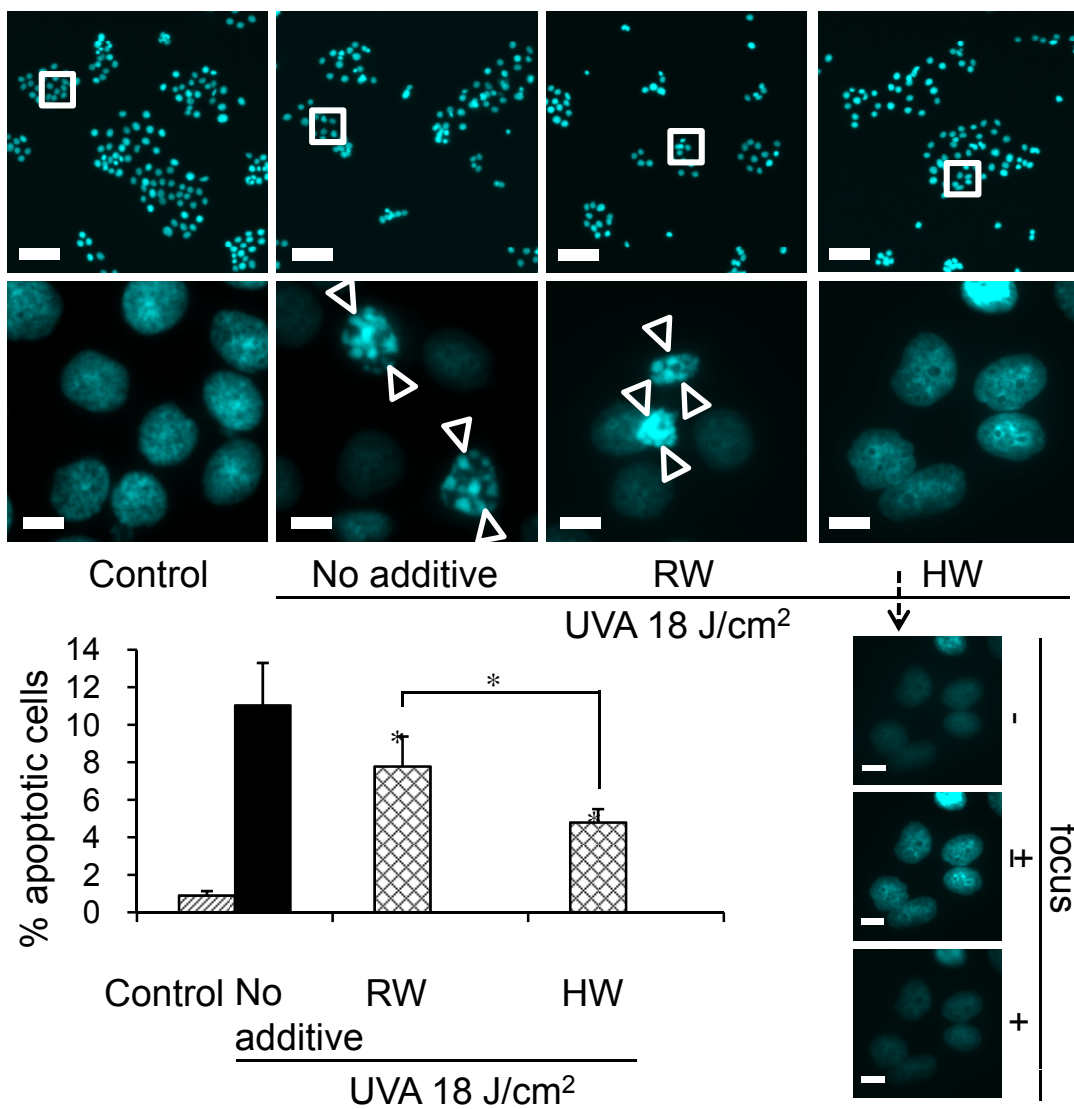 Control No additive RW HW
UVA 18 J/cm²
14
12
10
8
6
4
2
0
% apoptotic cells
*
*
*
Control No additive RW HW
UVA 18 J/cm²
-
±
+
focus